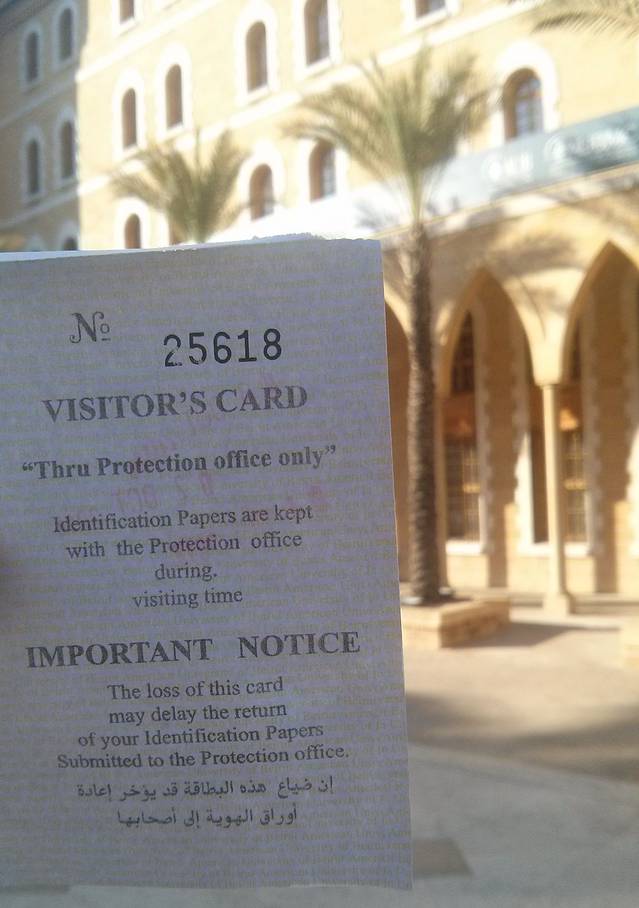 № 25618
VISITOR'S CARD
“Thru Protection office only”
Identification Papers are kept
with the Protection office
during.
visiting time
IMPORTANT NOTICE
The loss of this card
may delay the return
of your Identification Papers
Submitted to the Protection office.
إن ضياع هذه البطاقة قد يؤخر إعادة
أوراق الهوية إلى أصحابها